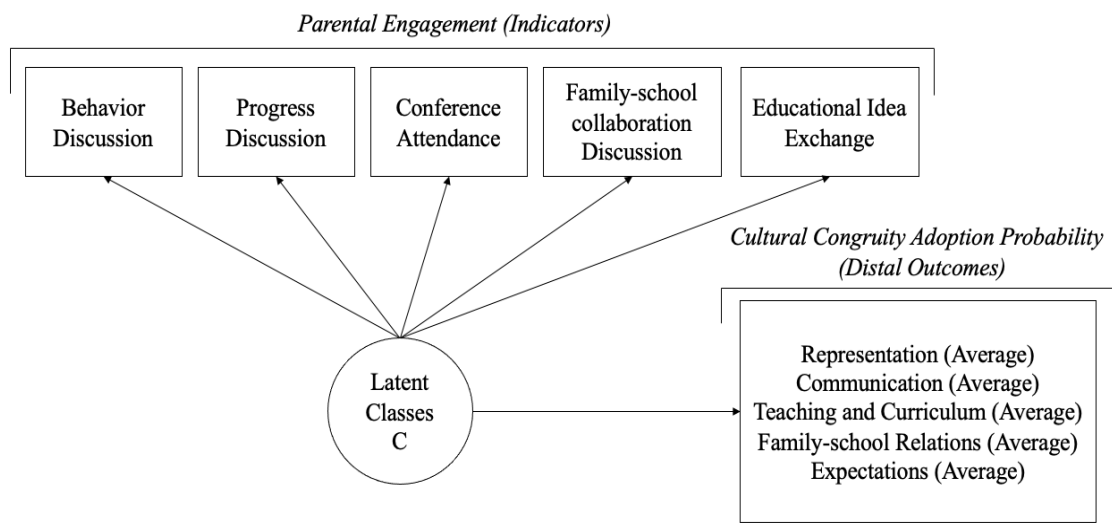 Parental Engagement (Indicators)
Behavior
Discussion
Progress
Discussion
Conference
Attendance
Family-school
collaboration
Discussion
Educational Idea
Exchange
Cultural Congruity Adoption Probability
(Distal Outcomes)
Representation (Average)
Communication (Average)
Teaching and Curriculum (Average)
Family-school Relations (Average)
Expectations (Average)
Latent
Classes
C